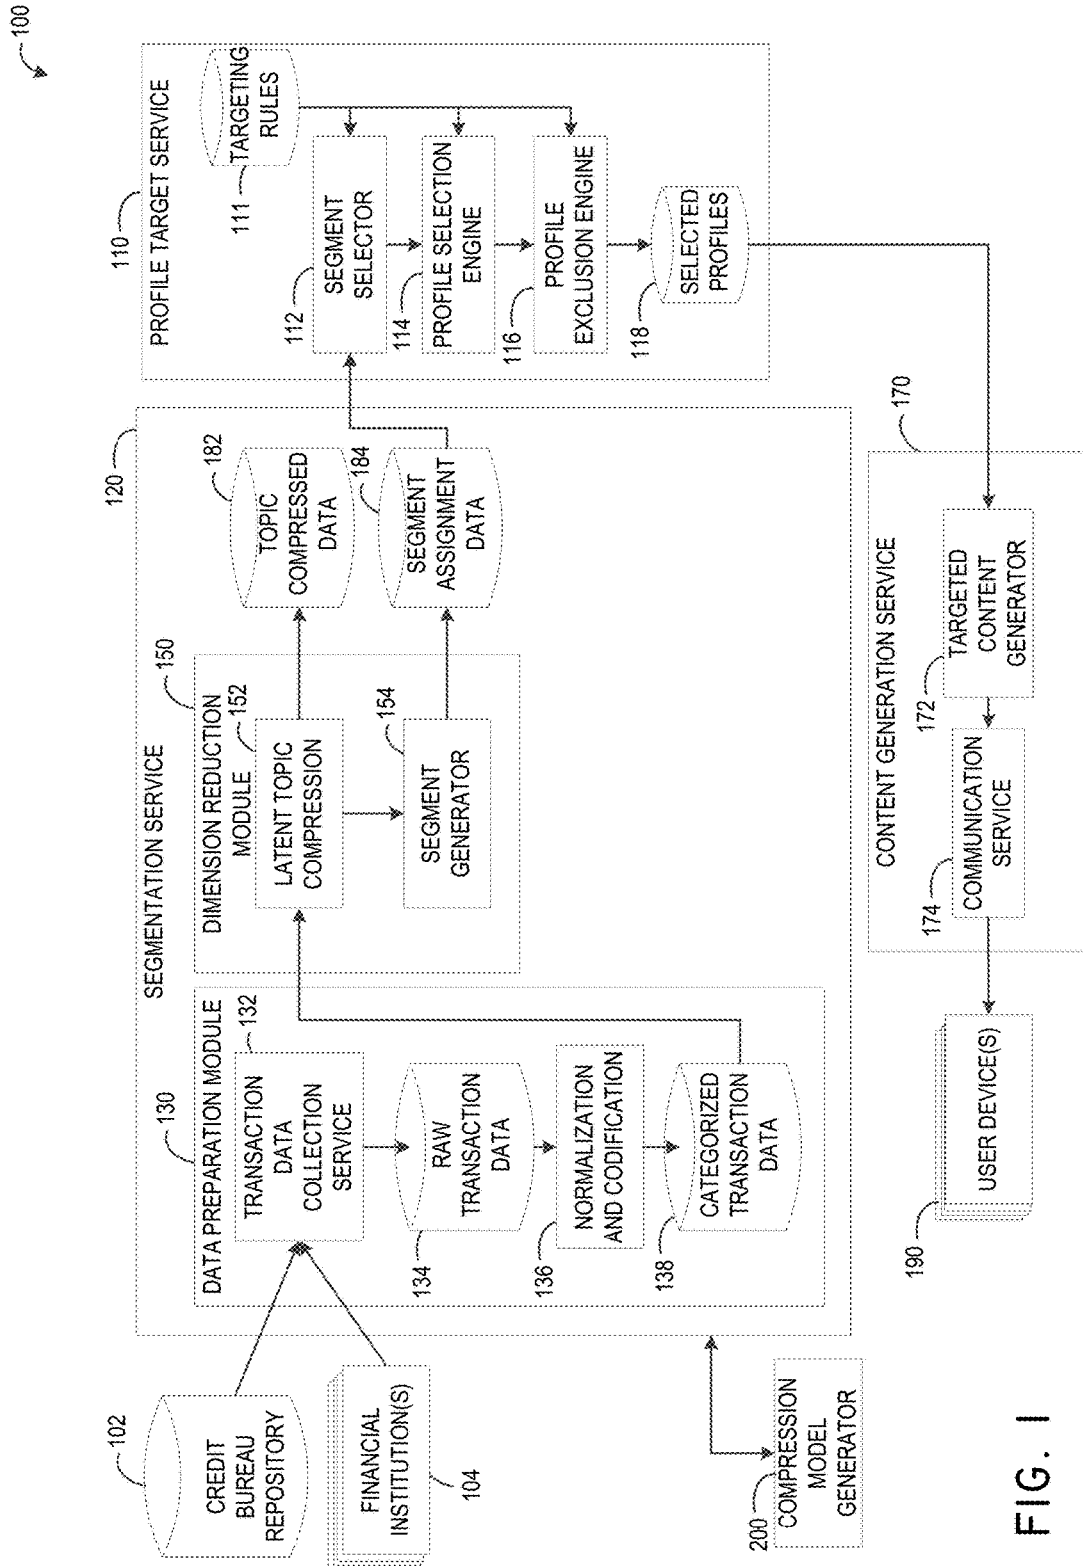 100
102
CREDIT
BUREAU
REPOSITORY
FINANCIAL
INSTITUTION(S)
104
200
COMPRESSION
MODEL
GENERATOR
SEGMENTATION SERVICE
120
130
DATA PREPARATION MODULE
132
TRANSACTION
DATA
COLLECTION
SERVICE
134
RAW
TRANSACTION
DATA
136
NORMALIZATION
AND CODIFICATION
138
CATEGORIZED
TRANSACTION
DATA
150
DIMENSION REDUCTION
MODULE
152
LATENT TOPIC
COMPRESSION
154
SEGMENT
GENERATOR
182
TOPIC
COMPRESSED
DATA
184
SEGMENT
ASSIGNMENT
DATA
110
PROFILE TARGET SERVICE
TARGETING
RULES
111
112
SEGMENT
SELECTOR
114
PROFILE SELECTION
ENGINE
116
PROFILE
EXCLUSION ENGINE
118
SELECTED
PROFILES
170
CONTENT GENERATION SERVICE
172
TARGETED
CONTENT
GENERATOR
174
COMMUNICATION
SERVICE
190
USER DEVICE(S)
FIG. 1